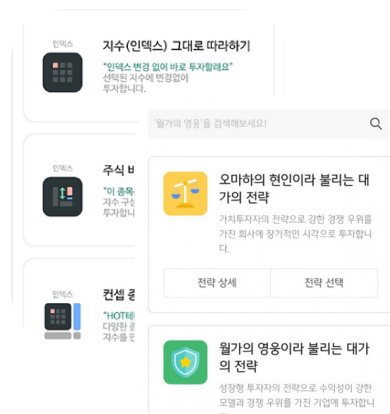 인덱스
지수(인덱스) 그대로 따라하기
"인덱스 변경 없이 바로 투자할래요"
선택된 지수에 변경없이
투자합니다.
인덱스
주식
"이 종목
지수 구성
투자합니
인덱스
컨셉 종
"HOT테
다양한 종
지수를 만
'월가의 영웅'을 검색해보세요!
오마하의 현인이라 불리는 대
가의 전략
가치투자자의 전략으로 강한 경쟁 우위를
가진 회사에 장기적인 시각으로 투자합니
다.
전략 상세
전략 선택
월가의 영웅이라 불리는 대가
의 전략
성장형 투자자의 전략으로 수익성이 강한
모델과 경쟁 우위를 가진 기업에 투자합니